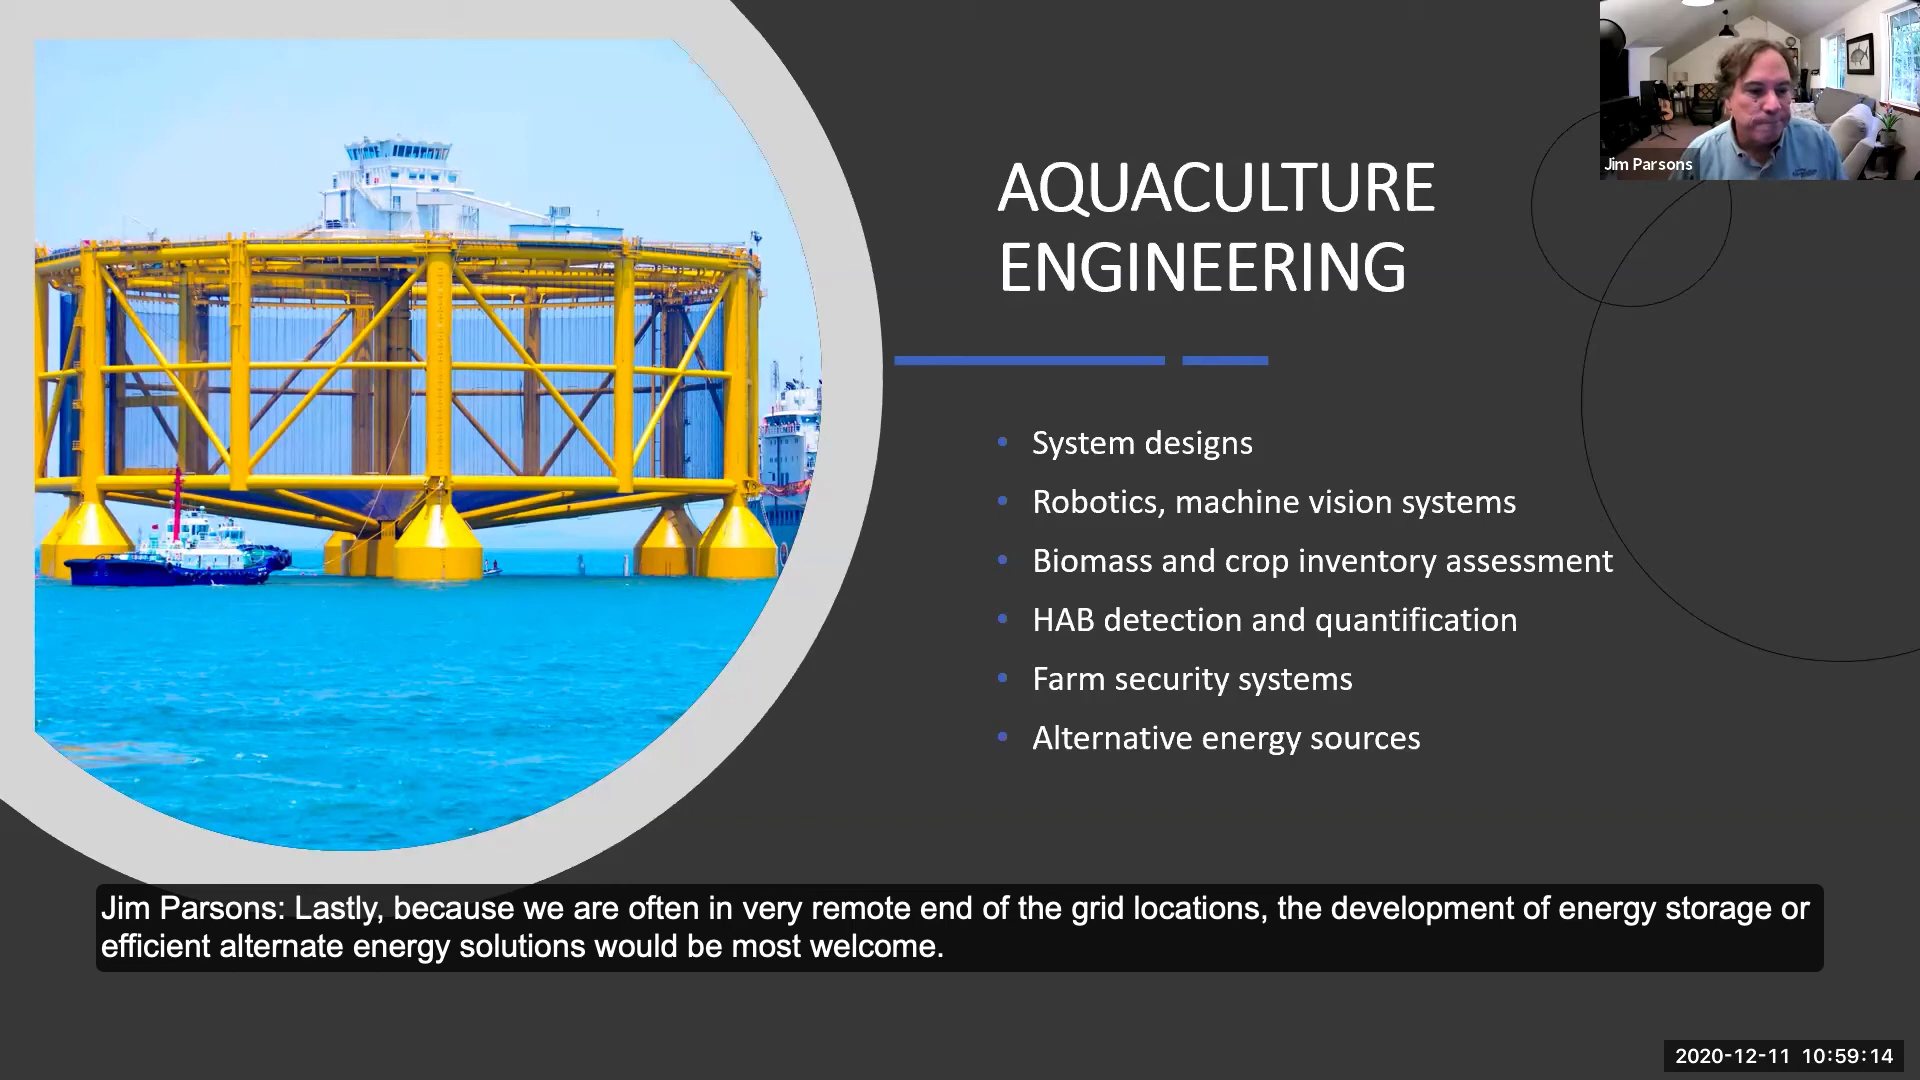 Jim Parsons
AQUACULTURE
ENGINEERING
• System designs
• Robotics, machine vision systems
• Biomass and crop inventory assessment
• HAB detection and quantification
• Farm security systems
• Alternative energy sources
Jim Parsons: Lastly, because we are often in very remote end of the grid locations, the development of energy storage or
efficient alternate energy solutions would be most welcome.
2020-12-11 10:59:14